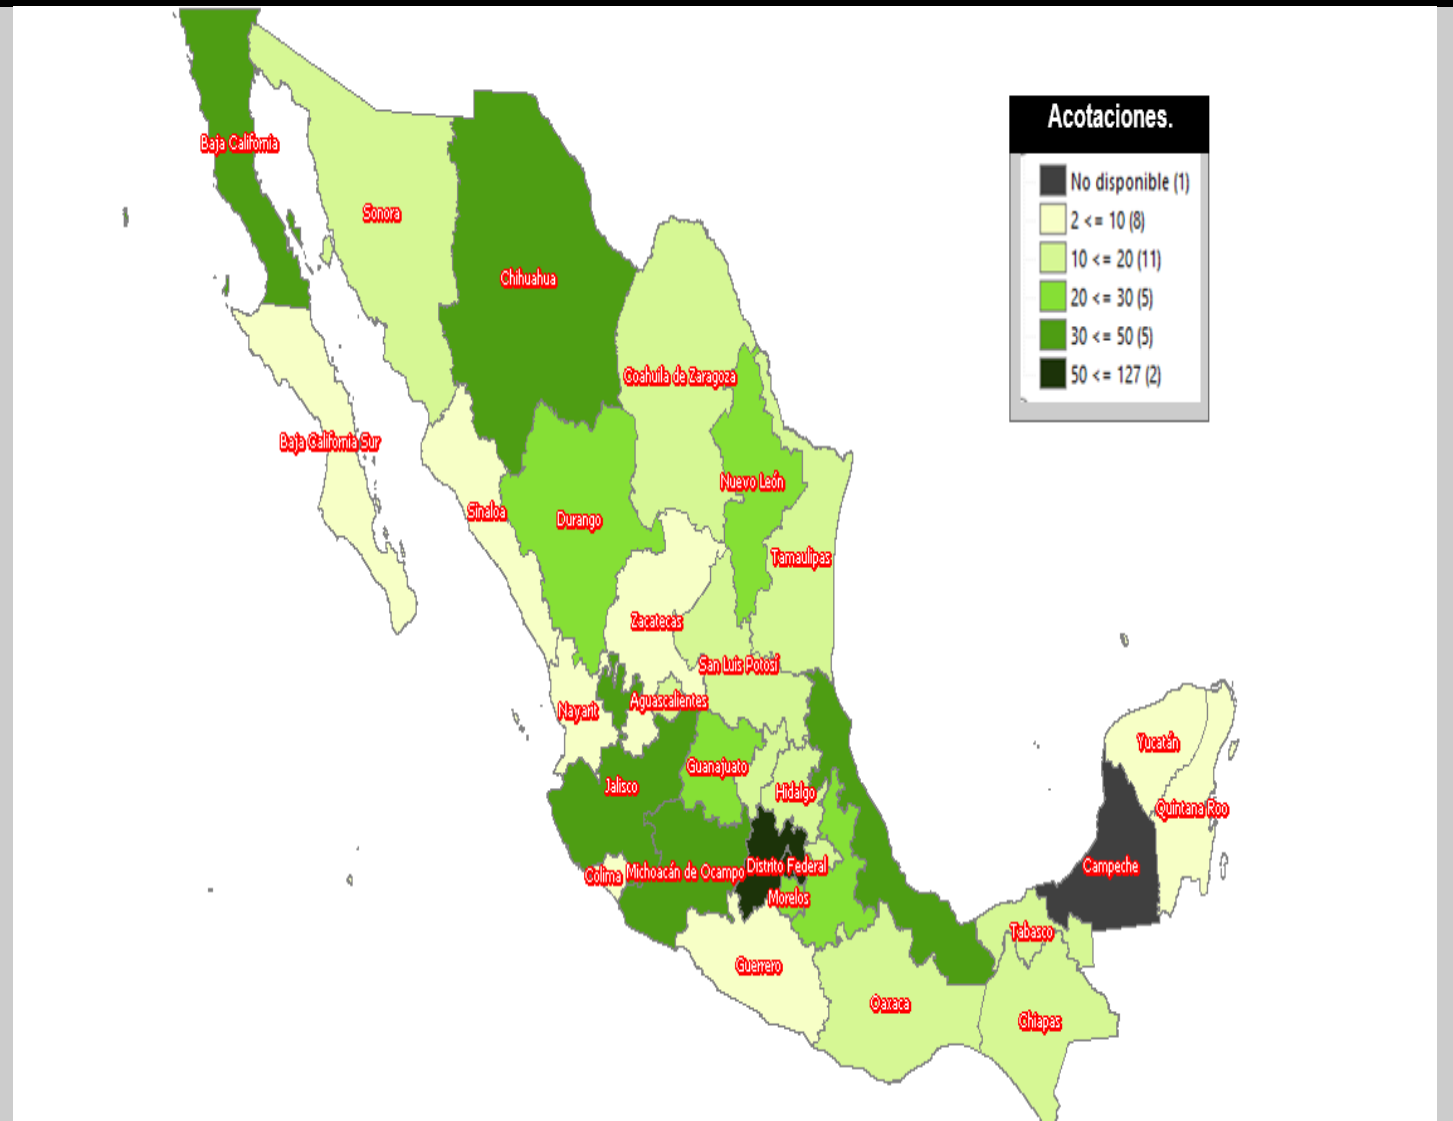 Acotaciones.
No disponible (1)
2 <= 10 (8)
10 <= 20 (11)
20 <= 30 (5)
30 <= 50 (5)
50 <= 127 (2)
Baja California
Sonora
Chihuahua
Coahuila de Zaragoza
Baja California Sur
Nuevo León
Sinaloa
Durango
Tamaulipas
Zacatecas
San Luis Potosí
Aguascalientes
Nayarit
Yucatán
Guanajuato
Jalisco
Hidalgo
Quintana Roo
Distrito Federal
Campeche
Colima
Michoacán de Ocampo
Morelos
Tabasco
Guerrero
Oaxaca
Chiapas